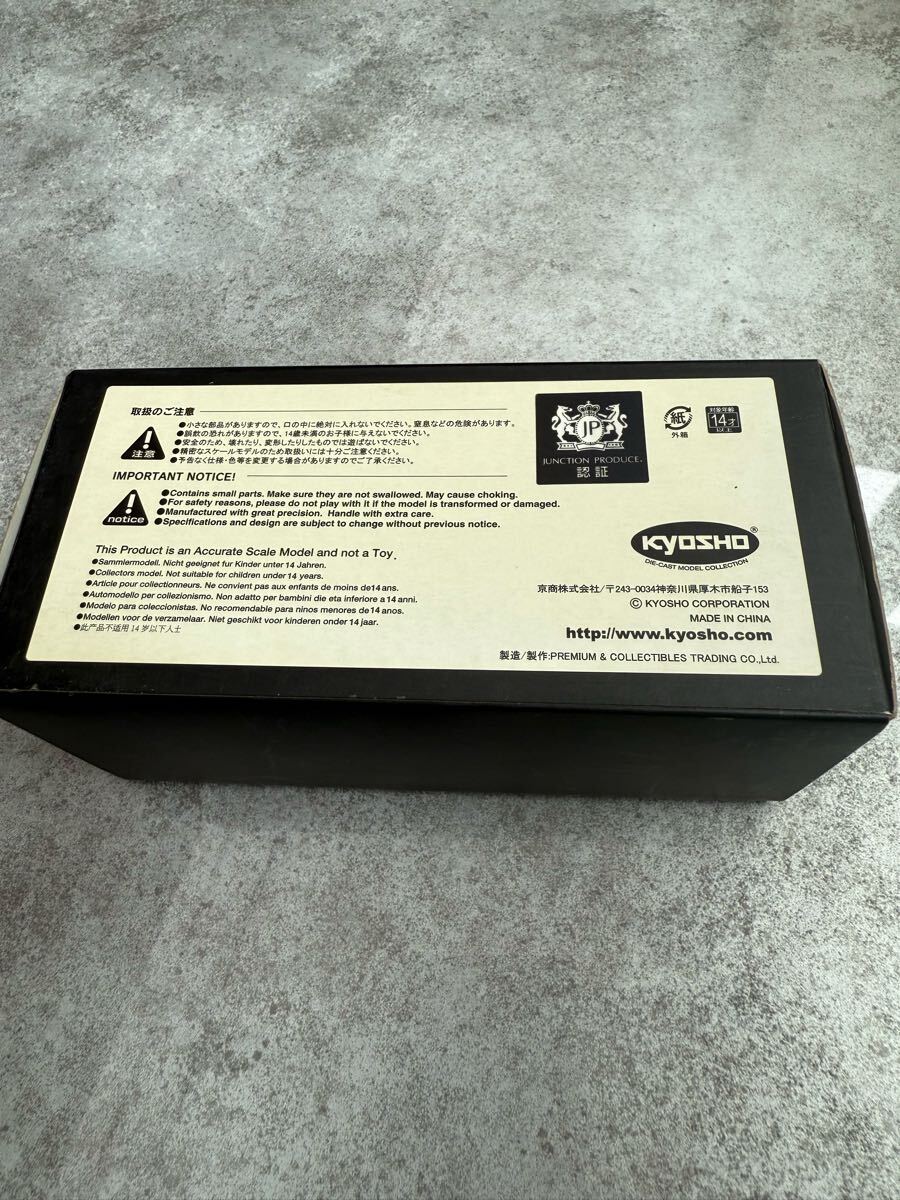 取扱のご注意
注意
●小さな部品がありますので、口の中に絶対に入れないでください。窒息などの危険があります。
●誤飲の恐れがありますので、14歳未満のお子様に与えないでください。
●安全のため、壊れたり、変形したりしたものでは遊ばないでください。
●精密なスケールモデルのため取扱いには十分ご注意ください。
●予告なく仕様・色等を変更する場合がありますのでご了承ください。
IMPORTANT NOTICE!
notice
●Contains small parts. Make sure they are not swallowed. May cause choking.
●For safety reasons, please do not play with it if the model is transformed or damaged.
●Manufactured with great precision. Handle with extra care.
●Specifications and design are subject to change without previous notice.
This Product is an Accurate Scale Model and not a Toy.
●Sammlermodell. Nicht geeignet fur Kinder unter 14 Jahren.
●Collectors model. Not suitable for children under 14 years.
●Article pour collectionneurs. Ne convient pas aux enfants de moins de14 ans.
●Automodello per collezionismo. Non adatto per bambini die eta inferiore a 14 anni.
●Modelo para coleccionistas. No recomendable para ninos menores de14 anos.
●Modellen voor de verzamelaar. Niet geschikt voor kinderen onder 14 jaar.
●此产品不适用 14 岁以下人士
JP
JUNCTION PRODUCE.
認証
紙
外箱
対象年齢
14才
以上
KYOSHO®
DIE-CAST MODEL COLLECTION
京商株式会社/〒243-0034神奈川県厚木市船子153
© KYOSHO CORPORATION
MADE IN CHINA
http://www.kyosho.com
製造/製作:PREMIUM & COLLECTIBLES TRADING CO.,Ltd.